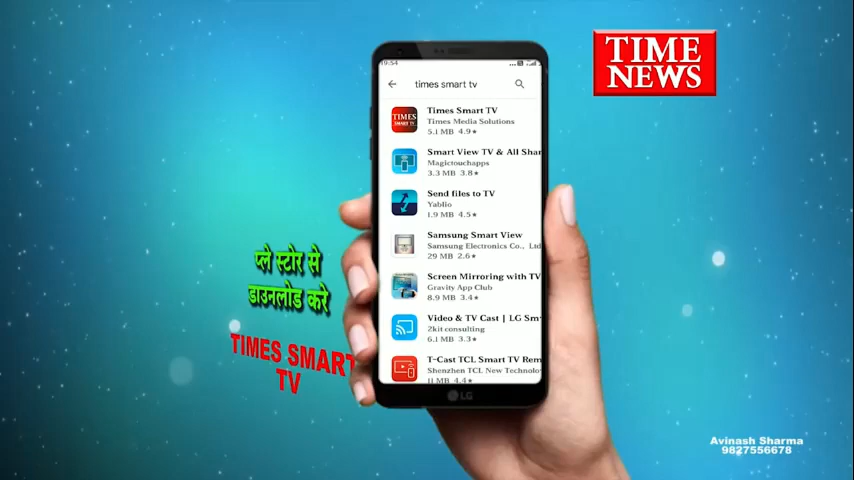 TIME
NEWS
19:54
times smart tv
Times Smart TV
Times Media Solutions
5.1 MB 4.9★
Smart View TV & All Shar
Magictouchapps
3.3 MB 3.8★
Send files to TV
Yablio
1.9 MB 4.5★
Samsung Smart View
Samsung Electronics Co., Ltd
29 MB 2.6★
Screen Mirroring with TV
Gravity App Club
8.9 MB 3.4★
Video & TV Cast | LG Sm
2kit consulting
6.1 MB 3.3★
T-Cast TCL Smart TV Rem
Shenzhen TCL New Technolo
11 MB 4.4★
LG
प्ले स्टोर से
डाउनलोड करे
TIMES SMART
TV
Avinash Sharma
9827556678